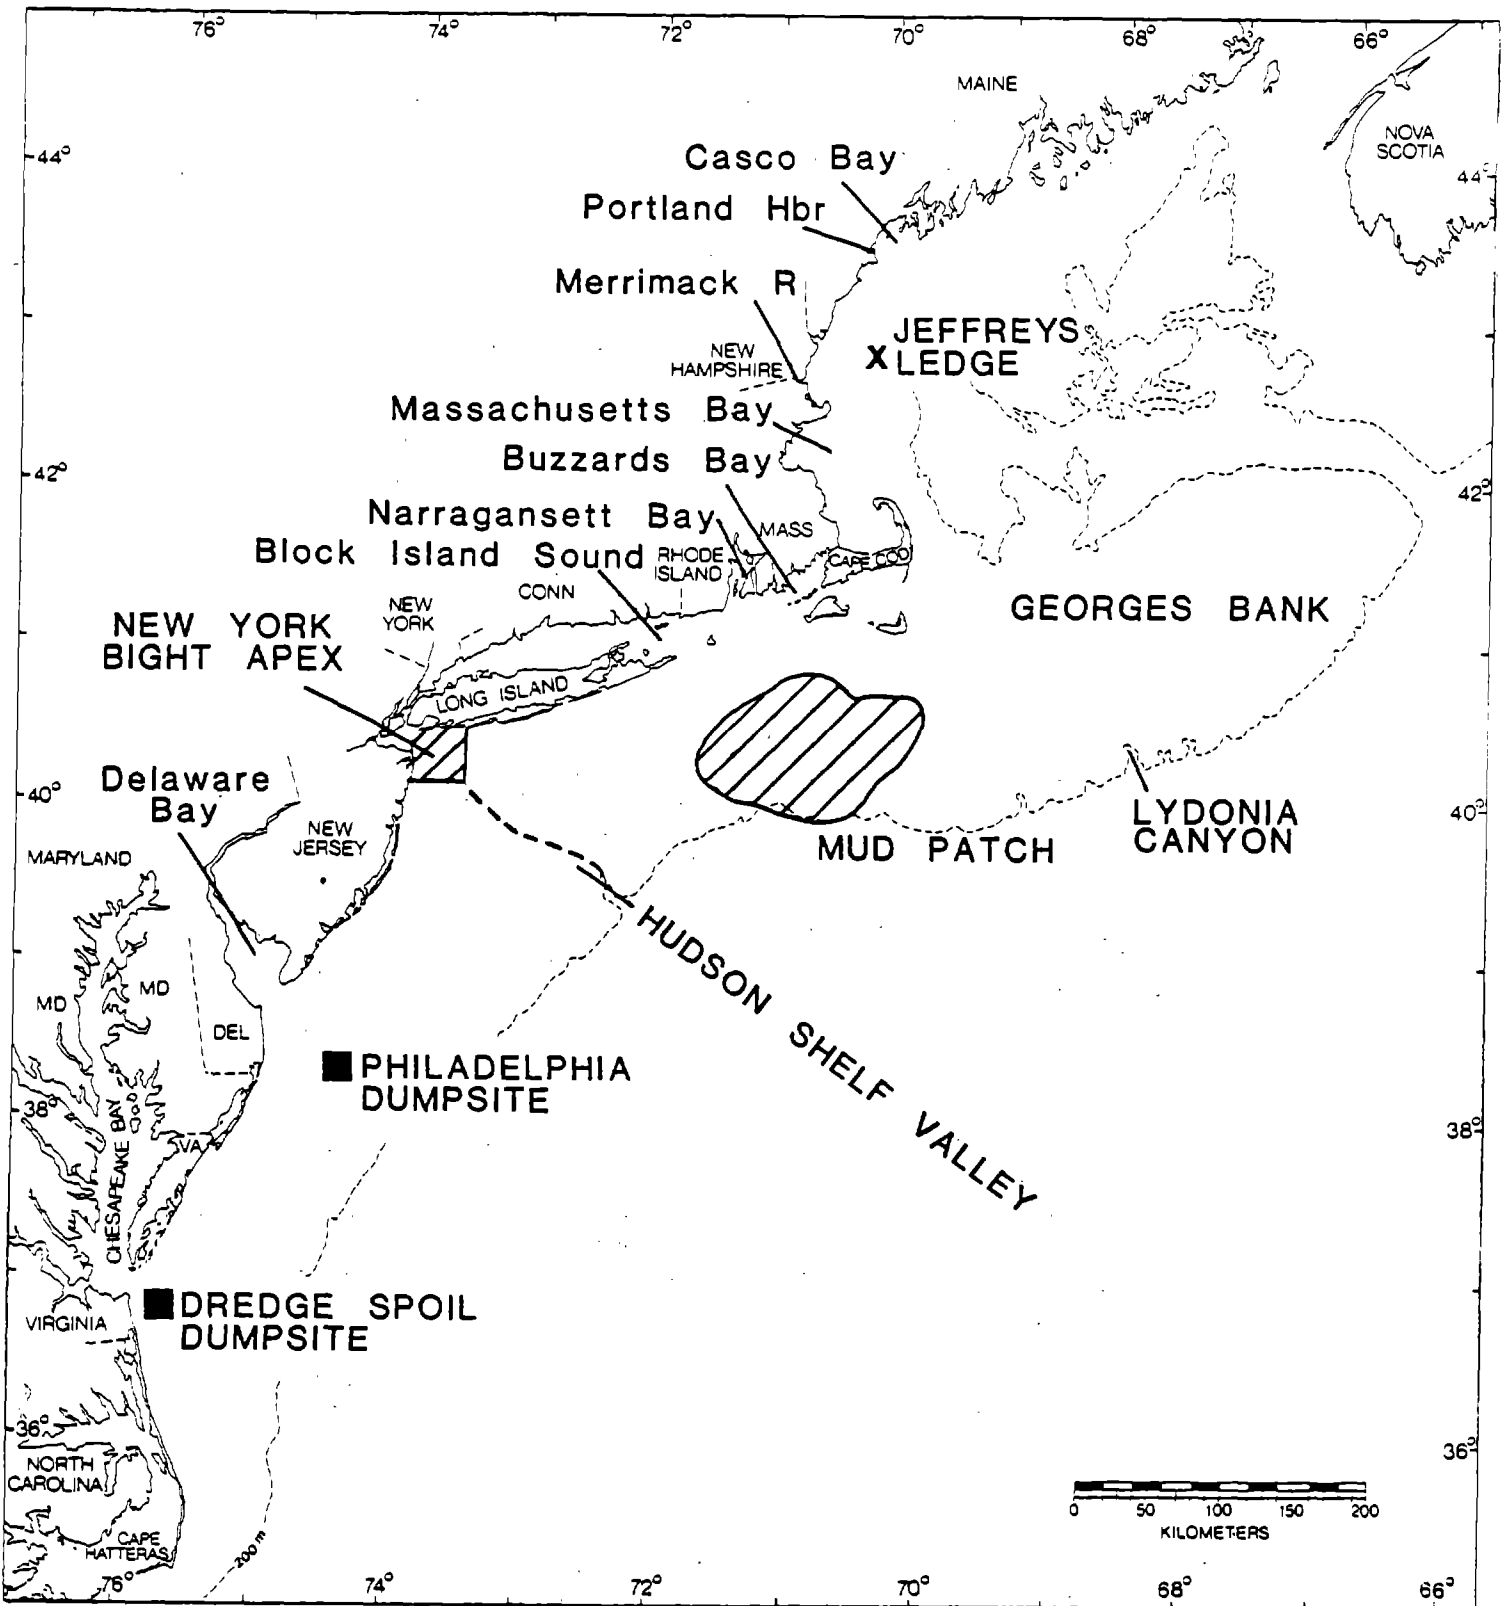 76°
74°
72°
70°
68°
66°
MAINE
NOVA
SCOTIA
44°
44°
Casco Bay
Portland Hbr
Merrimack R
JEFFREYS
X LEDGE
NEW
HAMPSHIRE
Massachusetts Bay
Buzzards Bay
42°
42°
Narragansett Bay
MASS
Block Island Sound
RHODE
ISLAND
CAPE COD
CONN
NEW
YORK
GEORGES BANK
NEW YORK
BIGHT APEX
LONG ISLAND
Delaware
Bay
40°
40°
LYDONIA
CANYON
MUD PATCH
NEW
JERSEY
MARYLAND
HUDSON SHELF VALLEY
MD
MD
DEL
PHILADELPHIA
DUMPSITE
38°
38°
CHESAPEAKE BAY
VA
DREDGE SPOIL
DUMPSITE
VIRGINIA
36°
36°
NORTH
CAROLINA
0 50 100 150 200
KILOMETERS
CAPE
HATTERAS
200 m
76°
74°
72°
70°
68°
66°